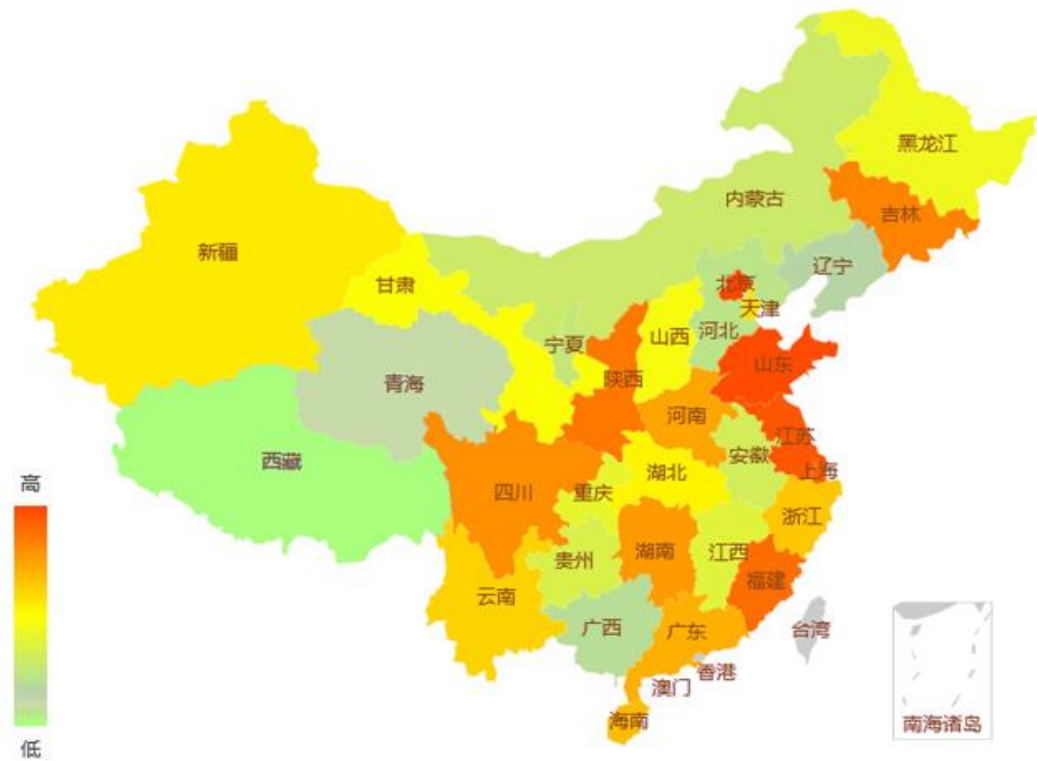 黑龙江
内蒙古
吉林
新疆
辽宁
甘肃
北京
天津
河北
山西
宁夏
山东
陕西
青海
河南
江苏
安徽
西藏
上海
湖北
高
四川
重庆
浙江
湖南
江西
贵州
福建
云南
广西
广东
台湾
香港
澳门
海南
南海诸岛
低